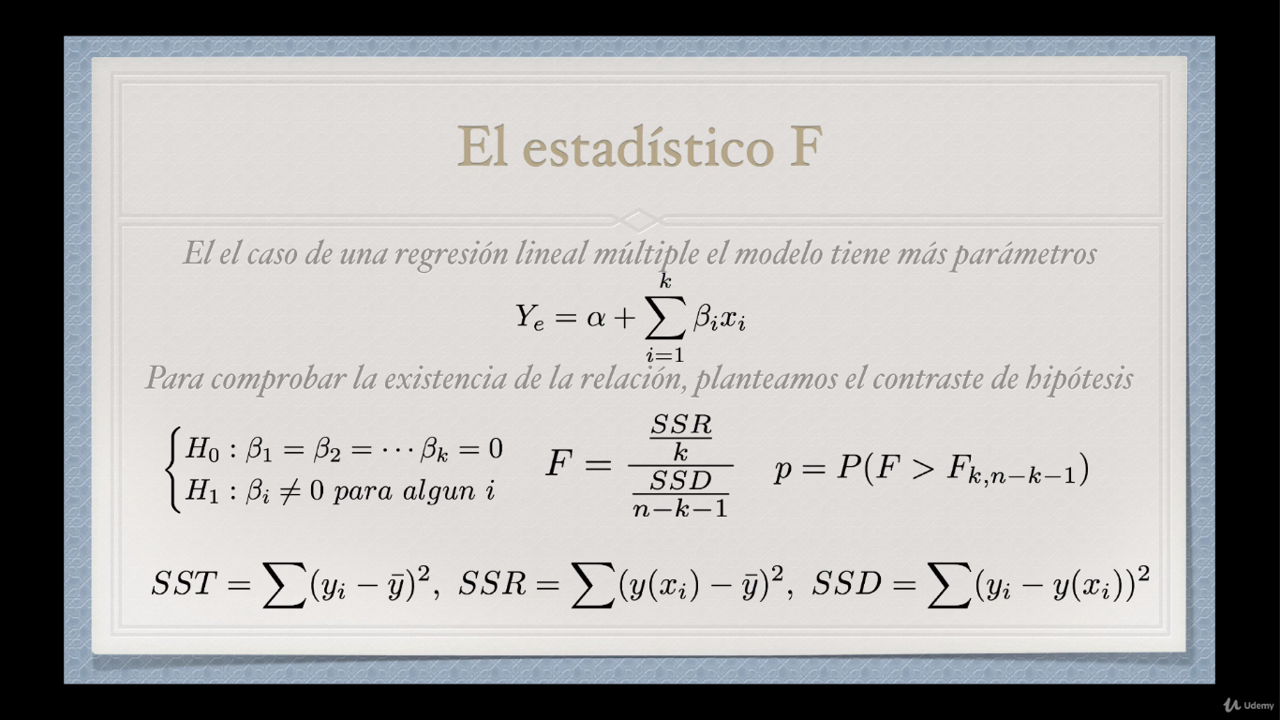 El estadístico F
El el caso de una regresión lineal múltiple el modelo tiene más parámetros
$Y_e = \alpha + \sum_{i=1}^{k} \beta_i x_i$
Para comprobar la existencia de la relación, planteamos el contraste de hipótesis
$\begin{cases} H_0 : \beta_1 = \beta_2 = \cdots \beta_k = 0 \\ H_1 : \beta_i \neq 0 \text{ para algun } i \end{cases}$ $F = \frac{\frac{SSR}{k}}{\frac{SSD}{n-k-1}}$ $p = P(F > F_{k,n-k-1})$
$SST = \sum (y_i - \bar{y})^2, \ SSR = \sum (y(x_i) - \bar{y})^2, \ SSD = \sum (y_i - y(x_i))^2$
Udemy